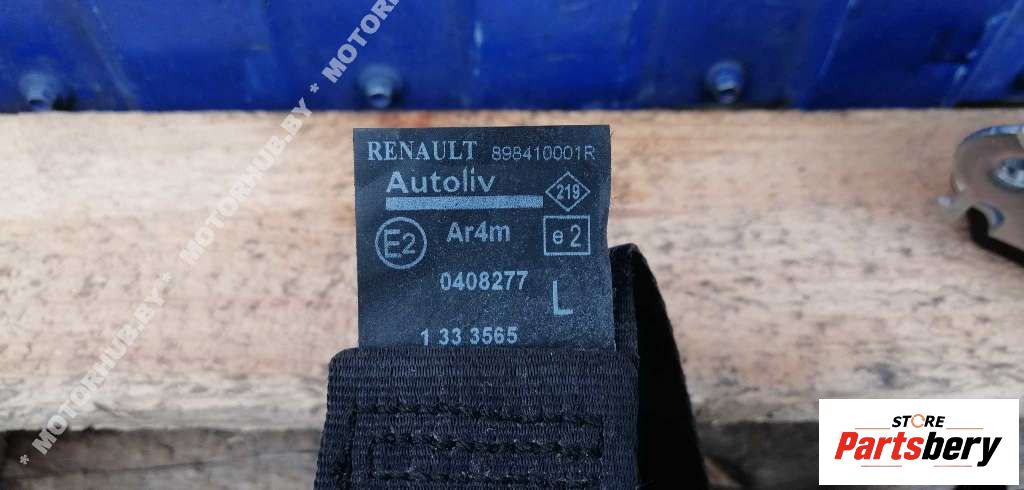 RENAULT 898410001R
Autoliv
219
E2 Ar4m e2
0408277
L
1 33 3565
* MOTORHUB.BY * MOTORHUB.BY * MOTORHUB.BY
STORE
Partsbery